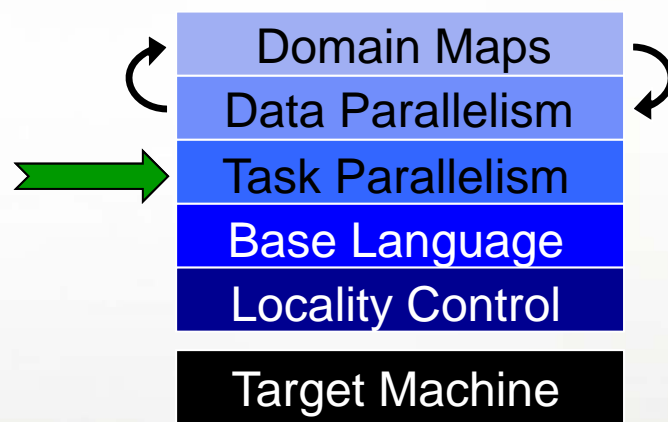 Domain Maps
Data Parallelism
Task Parallelism
Base Language
Locality Control
Target Machine